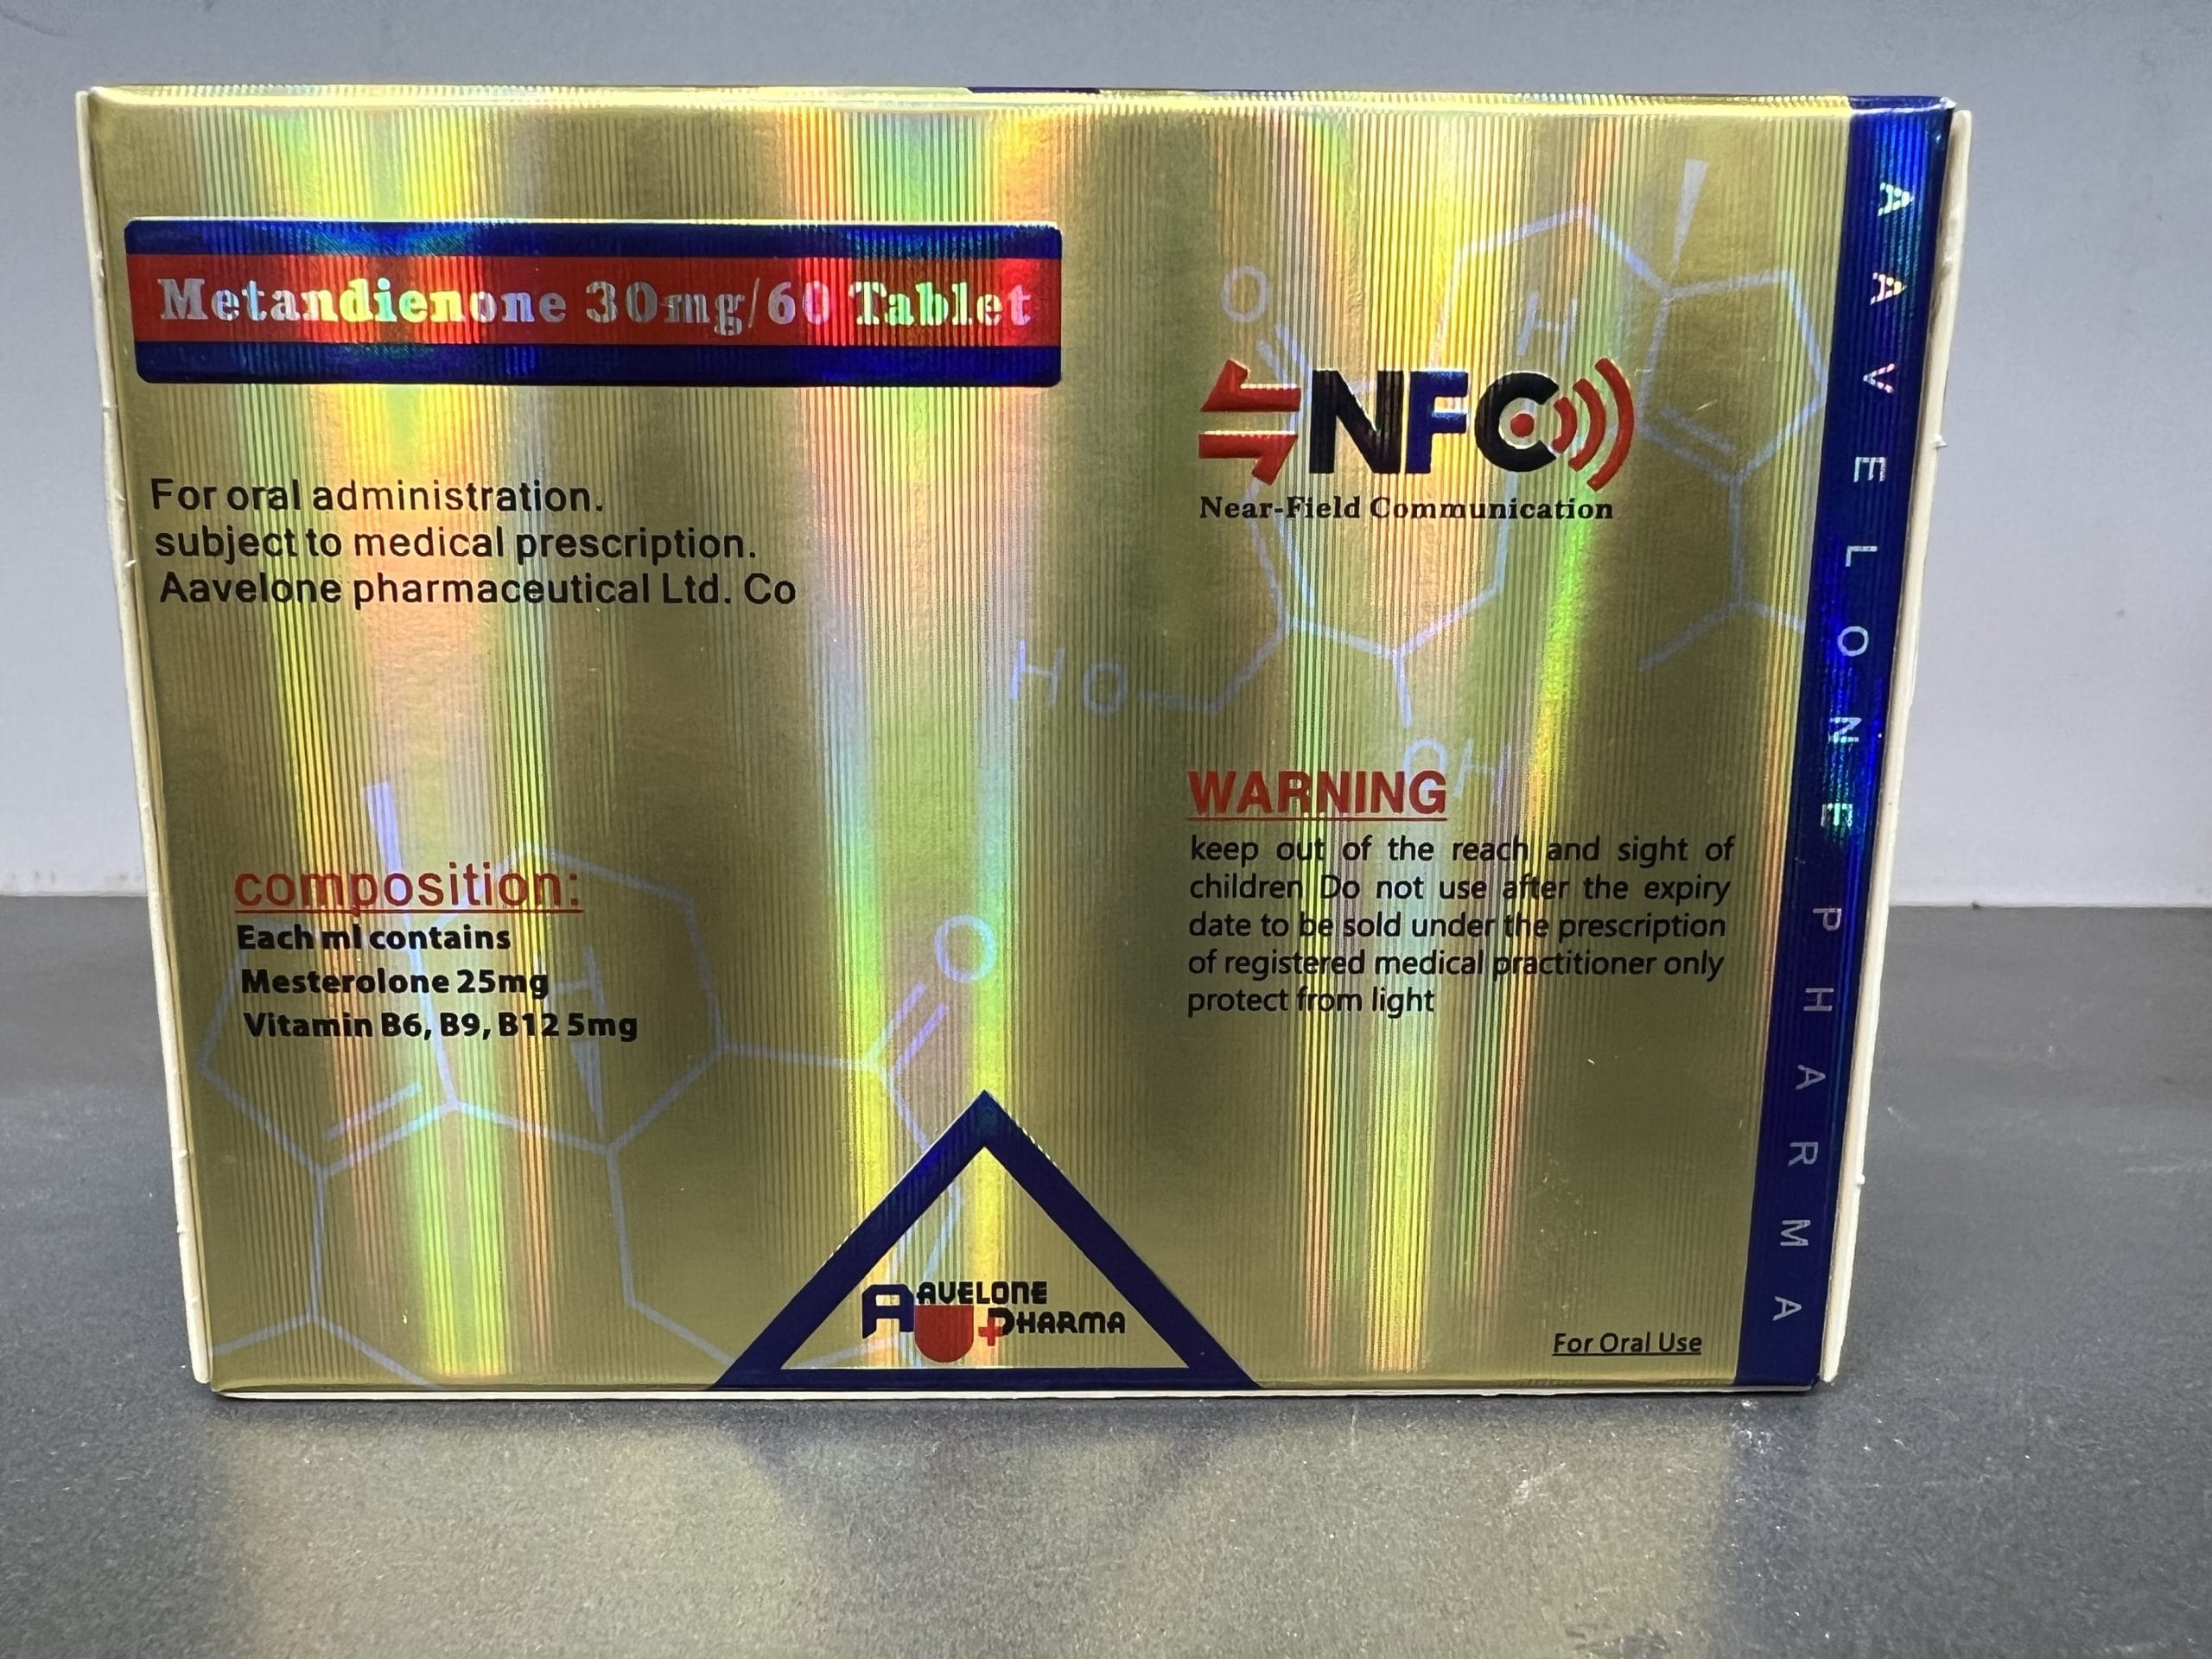 Metandienone 30mg/60 Tablet
For oral administration.
subject to medical prescription.
Aavelone pharmaceutical Ltd. Co
composition:
Each ml contains
Mesterolone 25mg
Vitamin B6, B9, B12 5mg
O
H
NFC
Near-Field Communication
HO
OH
WARNING
keep out of the reach and sight of
children Do not use after the expiry
date to be sold under the prescription
of registered medical practitioner only
protect from light
O
H
AAVELONE
PHARMA
For Oral Use
AAVELONE PHARMA